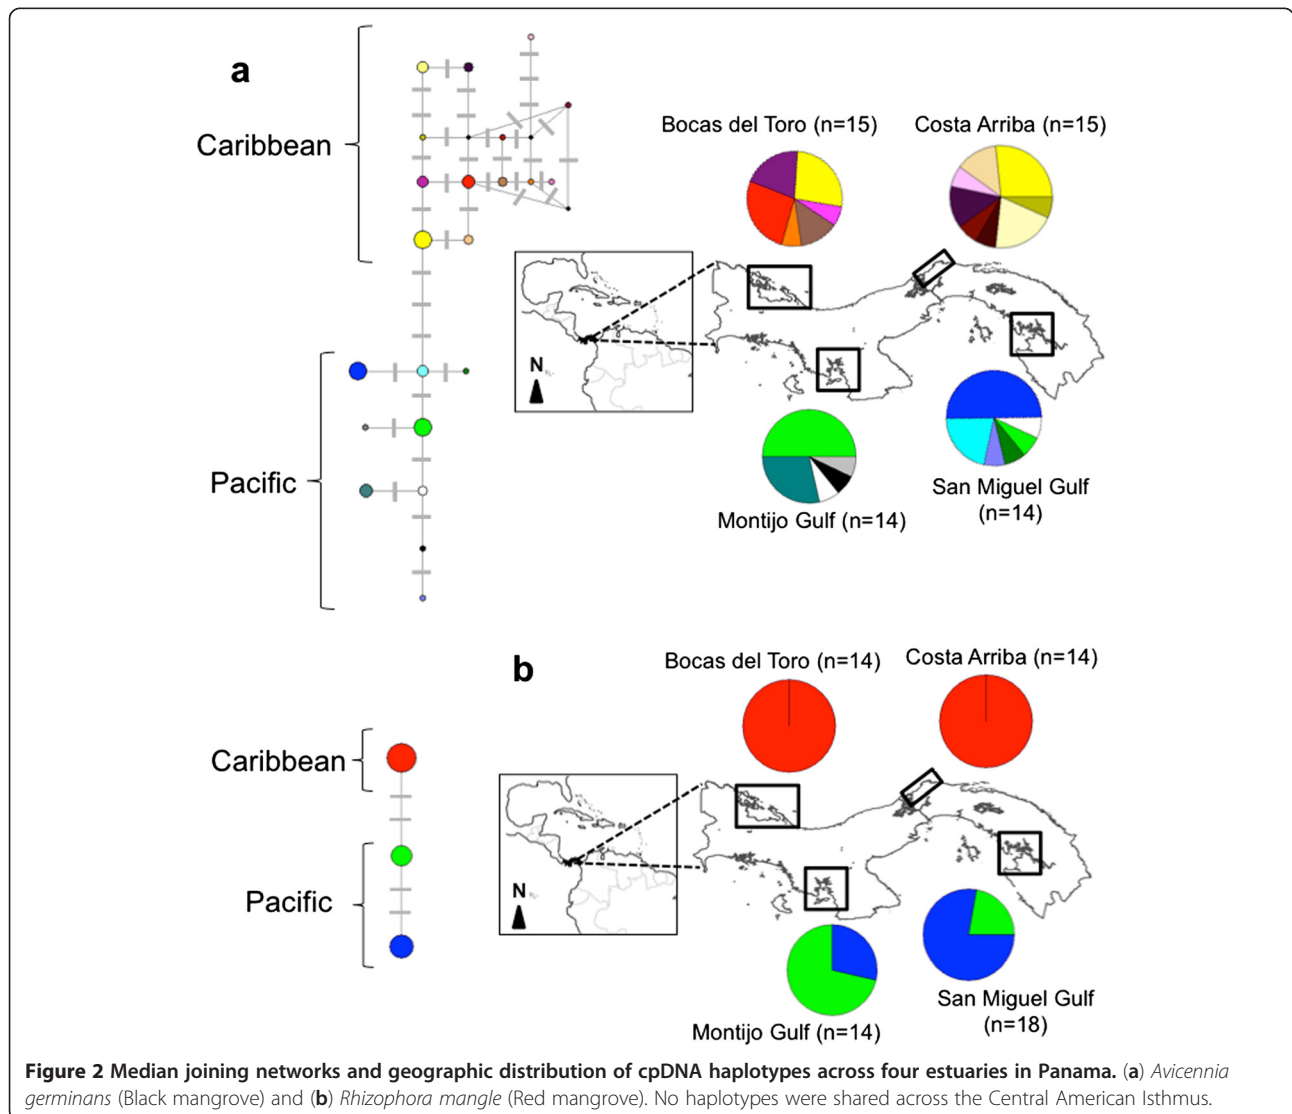 a
Caribbean
Bocas del Toro (n=15)
Costa Arriba (n=15)
N
Pacific
Montijo Gulf (n=14)
San Miguel Gulf
(n=14)
b
Bocas del Toro (n=14)
Costa Arriba (n=14)
Caribbean
Pacific
N
Montijo Gulf (n=14)
San Miguel Gulf
(n=18)
Figure 2 Median joining networks and geographic distribution of cpDNA haplotypes across four estuaries in Panama. (a) Avicennia
germinans (Black mangrove) and (b) Rhizophora mangle (Red mangrove). No haplotypes were shared across the Central American Isthmus.